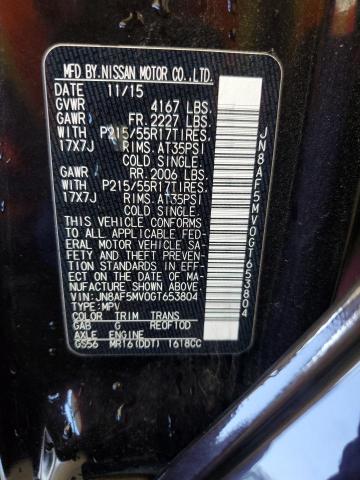 MFD BY.NISSAN MOTOR CO.,LTD.
DATE 11/15
GVWR 4167 LBS.
GAWR FR. 2227 LBS.
WITH P215/55R17TIRES.
17X7J RIMS. AT35PSI
COLD SINGLE.
GAWR RR. 2006 LBS.
WITH P215/55R17TIRES.
17X7J RIMS. AT35PSI
COLD SINGLE.
THIS VEHICLE CONFORMS
TO ALL APPLICABLE FED-
ERAL MOTOR VEHICLE SA-
FETY AND THEFT PREVEN-
TION STANDARDS IN EFF-
ECT ON THE DATE OF MA-
NUFACTURE SHOWN ABOVE.
VIN: JN8AF5MV0GT653804
TYPE: MPV
COLOR TRIM TRANS
GAB G RE0F10D
AXLE ENGINE
GS56 MR16(DDT) 1618CC
JN8AF5MV0GT653804